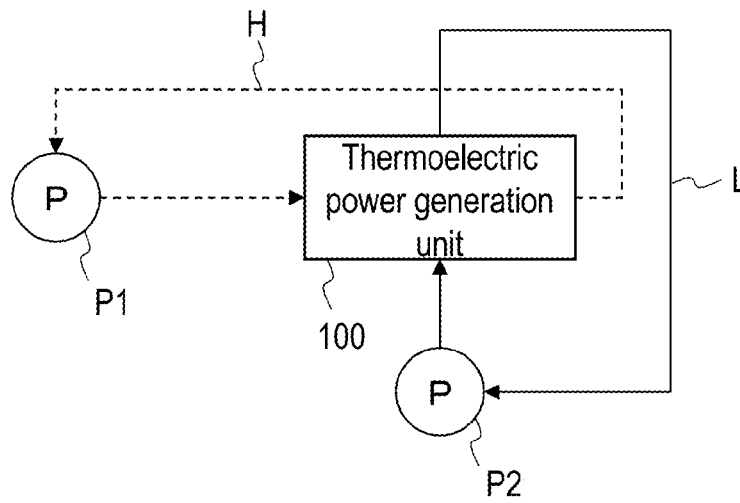 H
Thermoelectric
power generation
unit
P
L
P1
100
P
P2